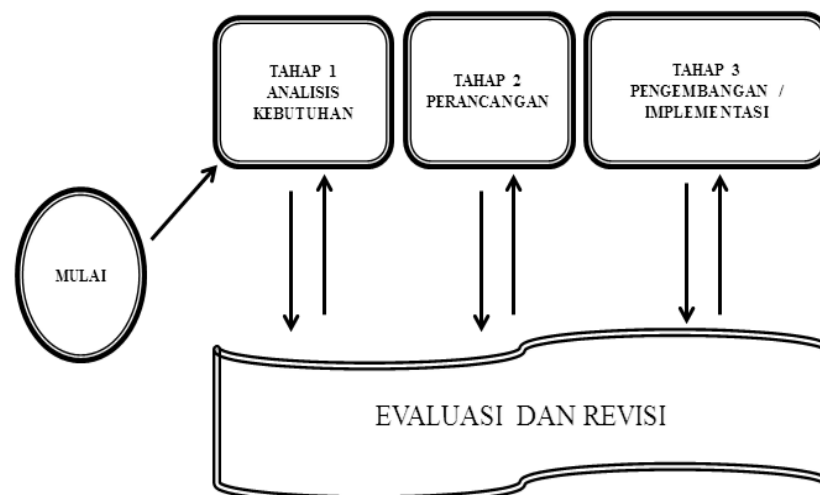 TAHAP 1
ANALISIS
KEBUTUHAN
TAHAP 2
PERANCANGAN
TAHAP 3
PENGEMBANGAN /
IMPLEMENTASI
MULAI
EVALUASI DAN REVISI